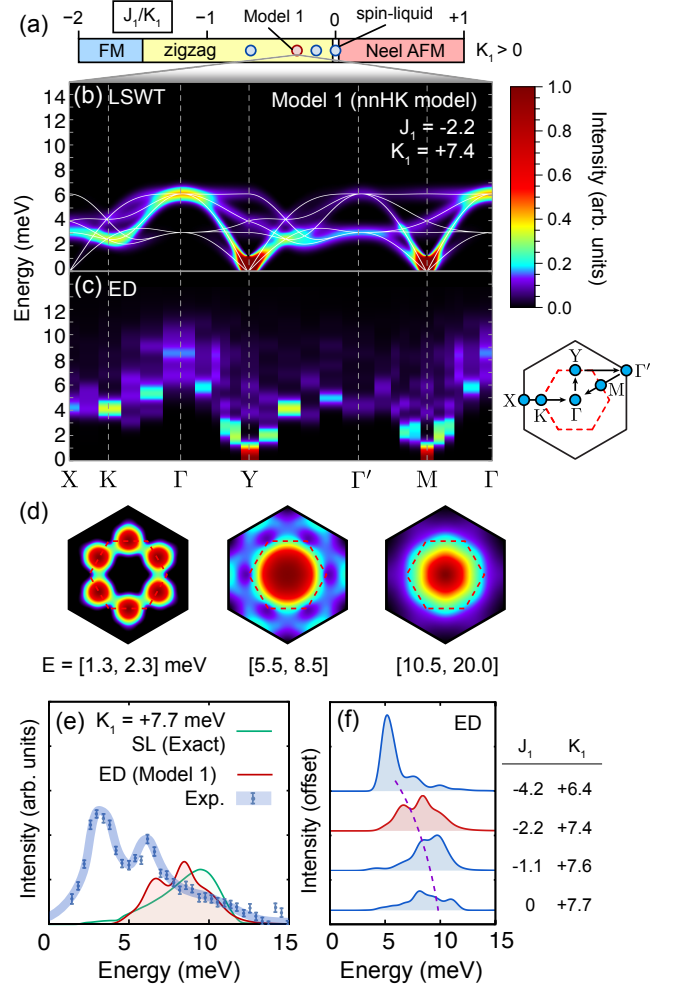 (a)
J₁/K₁
−2
−1
0
+1
Model 1
spin-liquid
FM
zigzag
Neel AFM
K₁ > 0
(b) LSWT
Model 1 (nnHK model)
J₁ = -2.2
K₁ = +7.4
14
12
10
8
6
4
2
0
Energy (meV)
1.0
0.8
0.6
0.4
0.2
0.0
Intensity (arb. units)
(c) ED
12
10
8
6
4
2
0
X K Γ Y Γ′ M Γ
Y
Γ′
M
X
K
Γ
(d)
E = [1.3, 2.3] meV
[5.5, 8.5]
[10.5, 20.0]
(e)
K₁ = +7.7 meV
SL (Exact)
ED (Model 1)
Exp.
Intensity (arb. units)
0 5 10 15
Energy (meV)
(f)
ED
Intensity (offset)
0 5 10 15
Energy (meV)
J₁ K₁
-4.2 +6.4
-2.2 +7.4
-1.1 +7.6
0 +7.7